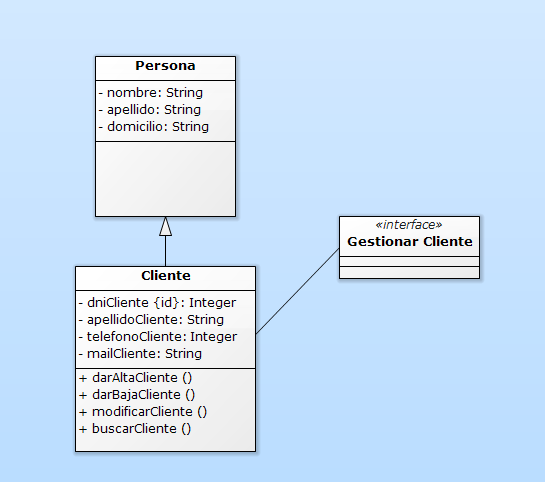 Persona
- nombre: String
- apellido: String
- domicilio: String
«interface»
Gestionar Cliente
Cliente
- dniCliente {id}: Integer
- apellidoCliente: String
- telefonoCliente: Integer
- mailCliente: String
+ darAltaCliente ()
+ darBajaCliente ()
+ modificarCliente ()
+ buscarCliente ()